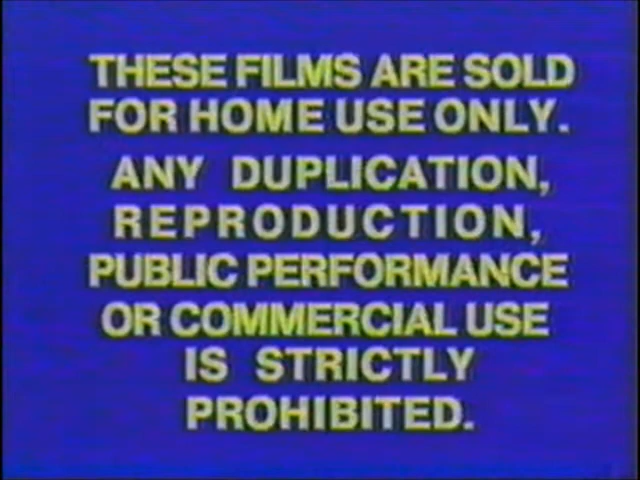 THESE FILMS ARE SOLD
FOR HOME USE ONLY.
ANY DUPLICATION,
REPRODUCTION,
PUBLIC PERFORMANCE
OR COMMERCIAL USE
IS STRICTLY
PROHIBITED.